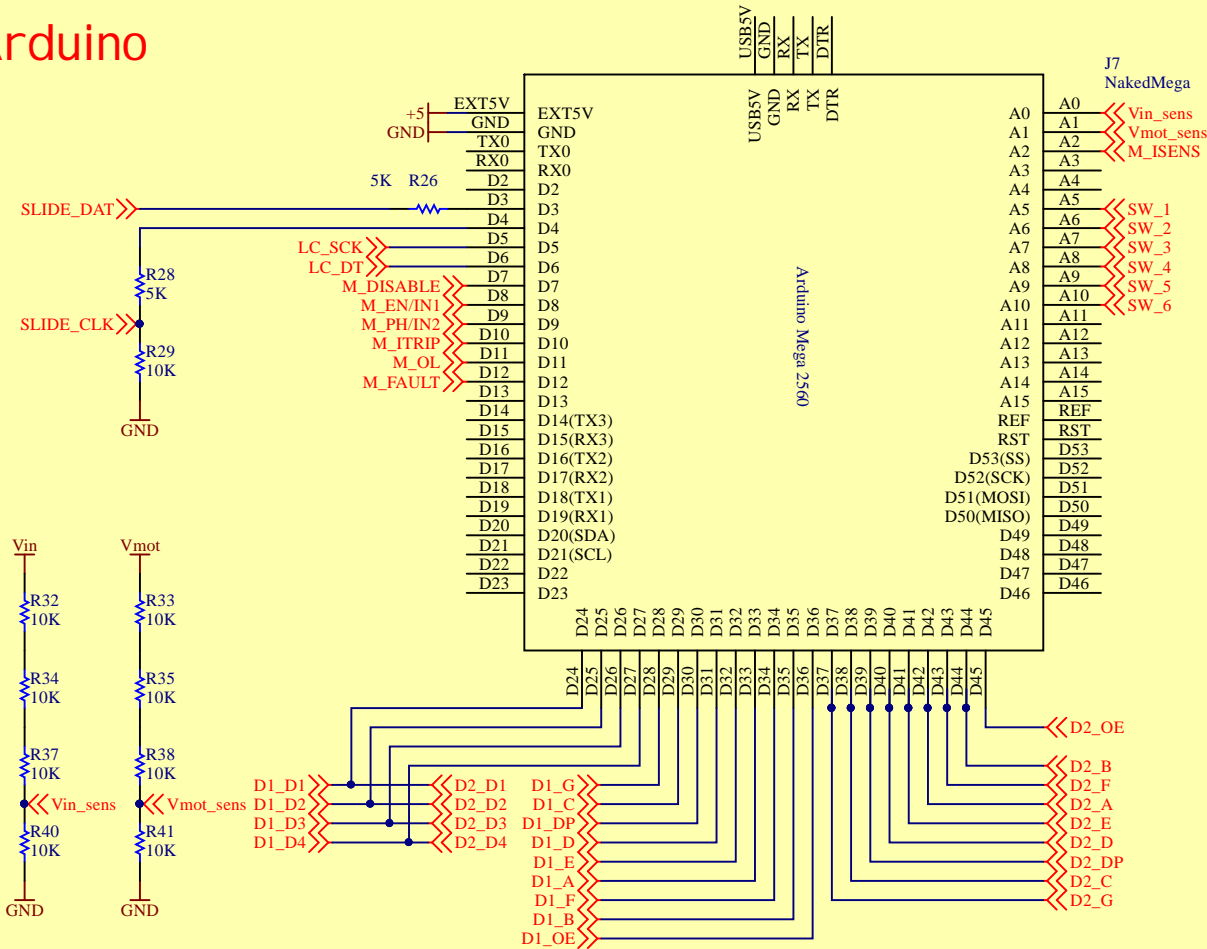 Arduino
USB5V
GND
RX
TX
DTR
J7
NakedMega
USB5V
GND
RX
TX
DTR
+5
GND
EXT5V
GND
TX0
RX0
D2
D3
D4
D5
D6
D7
D8
D9
D10
D11
D12
D13
D14
D15
D16
D17
D18
D19
D20
D21
D22
D23
EXT5V
GND
TX0
RX0
D2
D3
D4
D5
D6
D7
D8
D9
D10
D11
D12
D13
D14(TX3)
D15(RX3)
D16(TX2)
D17(RX2)
D18(TX1)
D19(RX1)
D20(SDA)
D21(SCL)
D22
D23
Arduino Mega 2560
A0
A1
A2
A3
A4
A5
A6
A7
A8
A9
A10
A11
A12
A13
A14
A15
REF
RST
D53(SS)
D52(SCK)
D51(MOSI)
D50(MISO)
D49
D48
D47
D46
A0
A1
A2
A3
A4
A5
A6
A7
A8
A9
A10
A11
A12
A13
A14
A15
REF
RST
D53
D52
D51
D50
D49
D48
D47
D46
Vin_sens
Vmot_sens
M_ISENS
SW_1
SW_2
SW_3
SW_4
SW_5
SW_6
5K R26
SLIDE_DAT
LC_SCK
LC_DT
M_DISABLE
M_EN/IN1
M_PH/IN2
M_ITRIP
M_OL
M_FAULT
R28
5K
SLIDE_CLK
R29
10K
GND
Vin
R32
10K
R34
10K
R37
10K
Vin_sens
R40
10K
GND
Vmot
R33
10K
R35
10K
R38
10K
Vmot_sens
R41
10K
GND
D24
D25
D26
D27
D28
D29
D30
D31
D32
D33
D34
D35
D36
D37
D38
D39
D40
D41
D42
D43
D44
D45
D24
D25
D26
D27
D28
D29
D30
D31
D32
D33
D34
D35
D36
D37
D38
D39
D40
D41
D42
D43
D44
D45
D1_D1
D1_D2
D1_D3
D1_D4
D2_D1
D2_D2
D2_D3
D2_D4
D1_G
D1_C
D1_DP
D1_D
D1_E
D1_A
D1_F
D1_B
D1_OE
D2_OE
D2_B
D2_F
D2_A
D2_E
D2_D
D2_DP
D2_C
D2_G